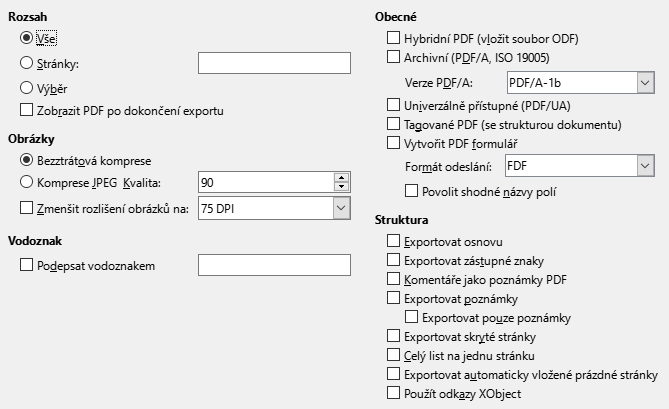 Rozsah
Vše
Stránky:
Výběr
Zobrazit PDF po dokončení exportu
Obrázky
Bezztrátová komprese
Komprese JPEG Kvalita: 90
Zmenšit rozlišení obrázků na: 75 DPI
Vodoznak
Podepsat vodoznakem
Obecné
Hybridní PDF (vložit soubor ODF)
Archivní (PDF/A, ISO 19005)
Verze PDF/A: PDF/A-1b
Univerzálně přístupné (PDF/UA)
Tagované PDF (se strukturou dokumentu)
Vytvořit PDF formulář
Formát odeslání: FDF
Povolit shodné názvy polí
Struktura
Exportovat osnovu
Exportovat zástupné znaky
Komentáře jako poznámky PDF
Exportovat poznámky
Exportovat pouze poznámky
Exportovat skryté stránky
Celý list na jednu stránku
Exportovat automaticky vložené prázdné stránky
Použít odkazy XObject